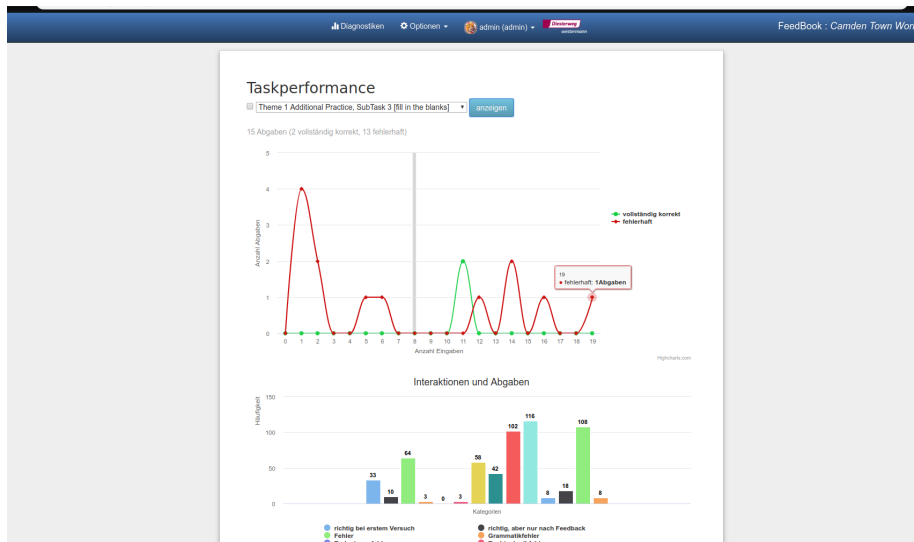 Diagnostiken Optionen admin (admin) Diesterweg
westermann
FeedBook : Camden Town Wor
Taskperformance
Theme 1 Additional Practice, SubTask 3 [fill in the blanks] anzeigen
15 Abgaben (2 vollständig korrekt, 13 fehlerhaft)
5
4
3
2
1
0
Anzahl Abgaben
0 1 2 3 4 5 6 7 8 9 10 11 12 13 14 15 16 17 18 19
Anzahl Eingaben
vollständig korrekt
fehlerhaft
19
fehlerhaft: 1Abgaben
Highcharts.com
Interaktionen und Abgaben
Häufigkeit
150
100
50
0
33 10 64 3 0 3 58 42 102 116 8 18 108 8
Kategorien
richtig bei erstem Versuch richtig, aber nur nach Feedback
Fehler Grammatikfehler